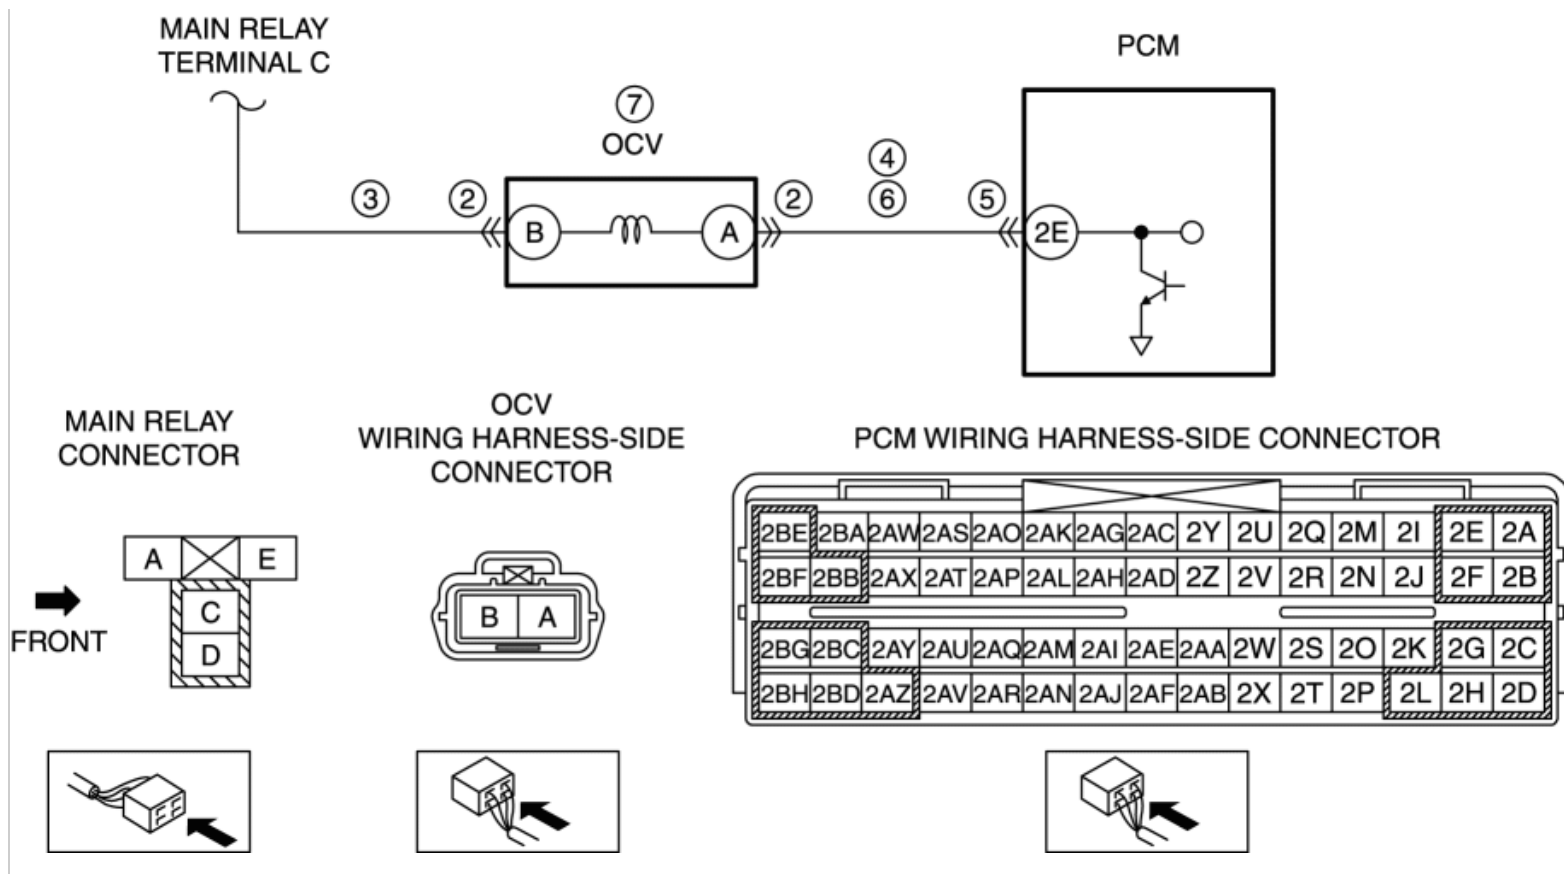 MAIN RELAY
TERMINAL C
PCM
7
OCV
4
3
2
2
6
5
B
A
2E
MAIN RELAY
CONNECTOR
OCV
WIRING HARNESS-SIDE
CONNECTOR
PCM WIRING HARNESS-SIDE CONNECTOR
A
E
C
D
FRONT
B
A
2BE 2BA 2AW 2AS 2AO 2AK 2AG 2AC 2Y 2U 2Q 2M 2I 2E 2A
2BF 2BB 2AX 2AT 2AP 2AL 2AH 2AD 2Z 2V 2R 2N 2J 2F 2B
2BG 2BC 2AY 2AU 2AQ 2AM 2AI 2AE 2AA 2W 2S 2O 2K 2G 2C
2BH 2BD 2AZ 2AV 2AR 2AN 2AJ 2AF 2AB 2X 2T 2P 2L 2H 2D